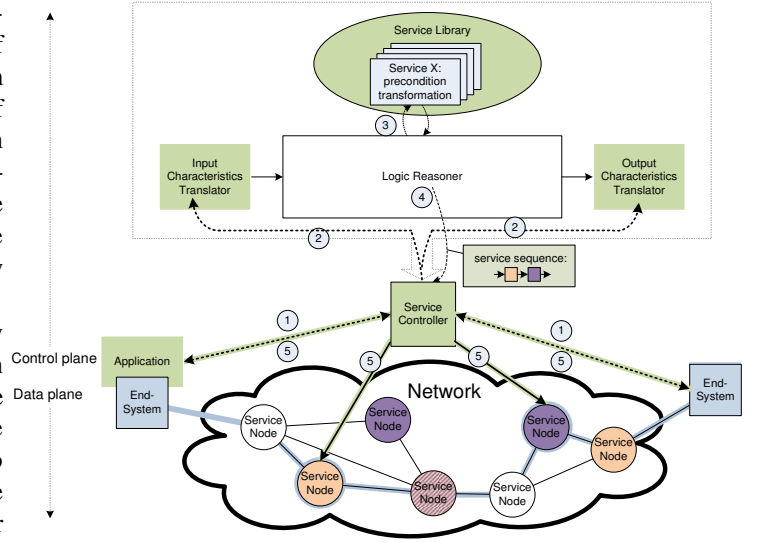 Service Library
Service X:
precondition
transformation
3
Input
Characteristics
Translator
Logic Reasoner
Output
Characteristics
Translator
4
2
2
service sequence:
Service
Controller
1
1
5
5
5
5
Control plane
Application
Data plane
End-
System
Network
End-
System
Service
Node
Service
Node
Service
Node
Service
Node
Service
Node
Service
Node
Service
Node